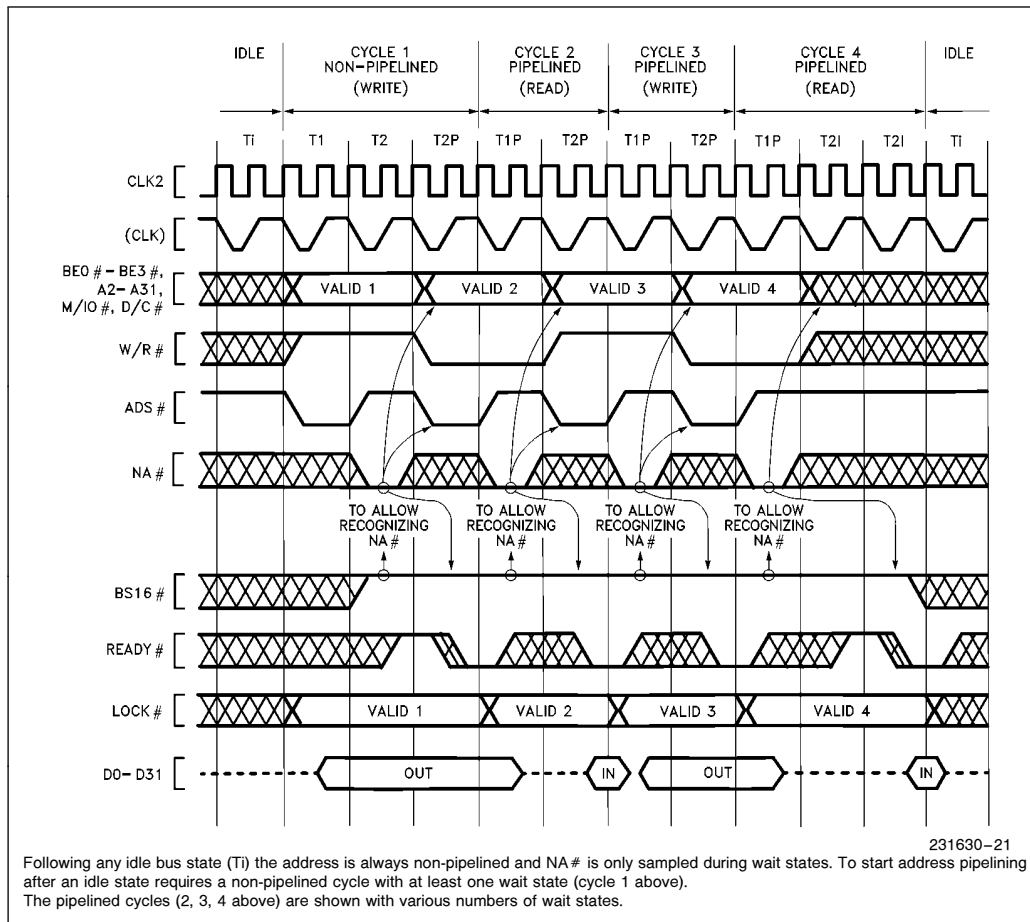 IDLE
CYCLE 1
NON-PIPELINED
(WRITE)
CYCLE 2
PIPELINED
(READ)
CYCLE 3
PIPELINED
(WRITE)
CYCLE 4
PIPELINED
(READ)
IDLE
Ti T1 T2 T2P T1P T2P T1P T2P T1P T2I T2I Ti
CLK2
(CLK)
BE0 # - BE3 #,
A2- A31,
M/IO #, D/C #
VALID 1 VALID 2 VALID 3 VALID 4
W/R #
ADS #
NA #
TO ALLOW
RECOGNIZING
NA #
TO ALLOW
RECOGNIZING
NA #
TO ALLOW
RECOGNIZING
NA #
TO ALLOW
RECOGNIZING
NA #
BS16 #
READY #
LOCK # VALID 1 VALID 2 VALID 3 VALID 4
D0- D31 OUT IN OUT IN
231630-21
Following any idle bus state (Ti) the address is always non-pipelined and NA# is only sampled during wait states. To start address pipelining
after an idle state requires a non-pipelined cycle with at least one wait state (cycle 1 above).
The pipelined cycles (2, 3, 4 above) are shown with various numbers of wait states.